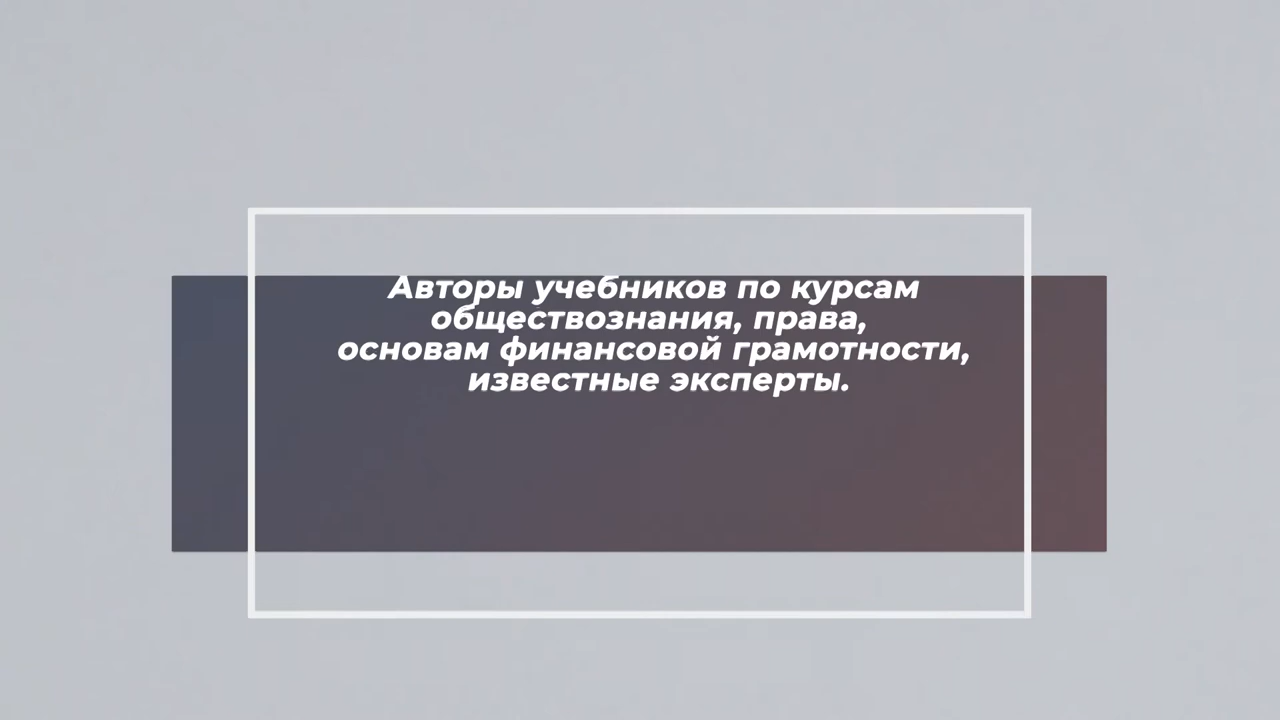 Авторы учебников по курсам
обществознания, права,
основам финансовой грамотности,
известные эксперты.